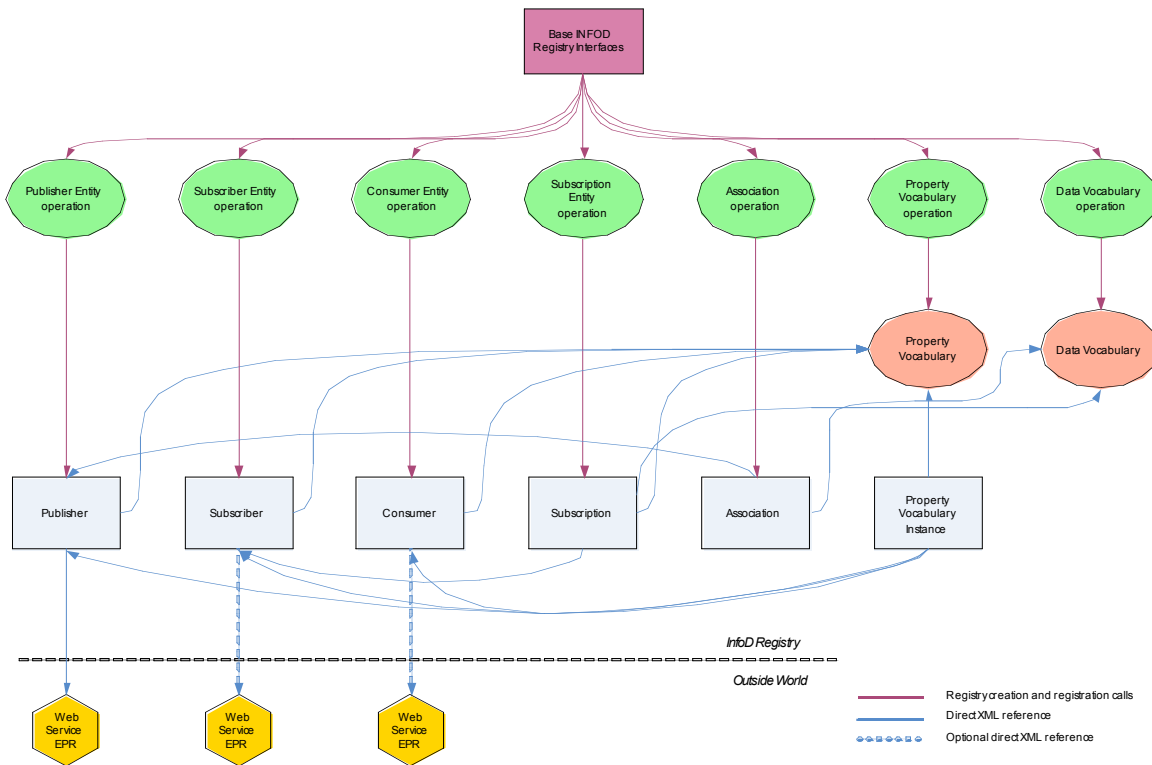 Base INFOD
Registry Interfaces
Publisher Entity
operation
Subscriber Entity
operation
Consumer Entity
operation
Subscription
Entity
operation
Association
operation
Property
Vocabulary
operation
Data Vocabulary
operation
Property
Vocabulary
Data Vocabulary
Publisher
Subscriber
Consumer
Subscription
Association
Property
Vocabulary
Instance
InfoD Registry
Outside World
Web
Service
EPR
Web
Service
EPR
Web
Service
EPR
Registry creation and registration calls
Direct XML reference
Optional direct XML reference